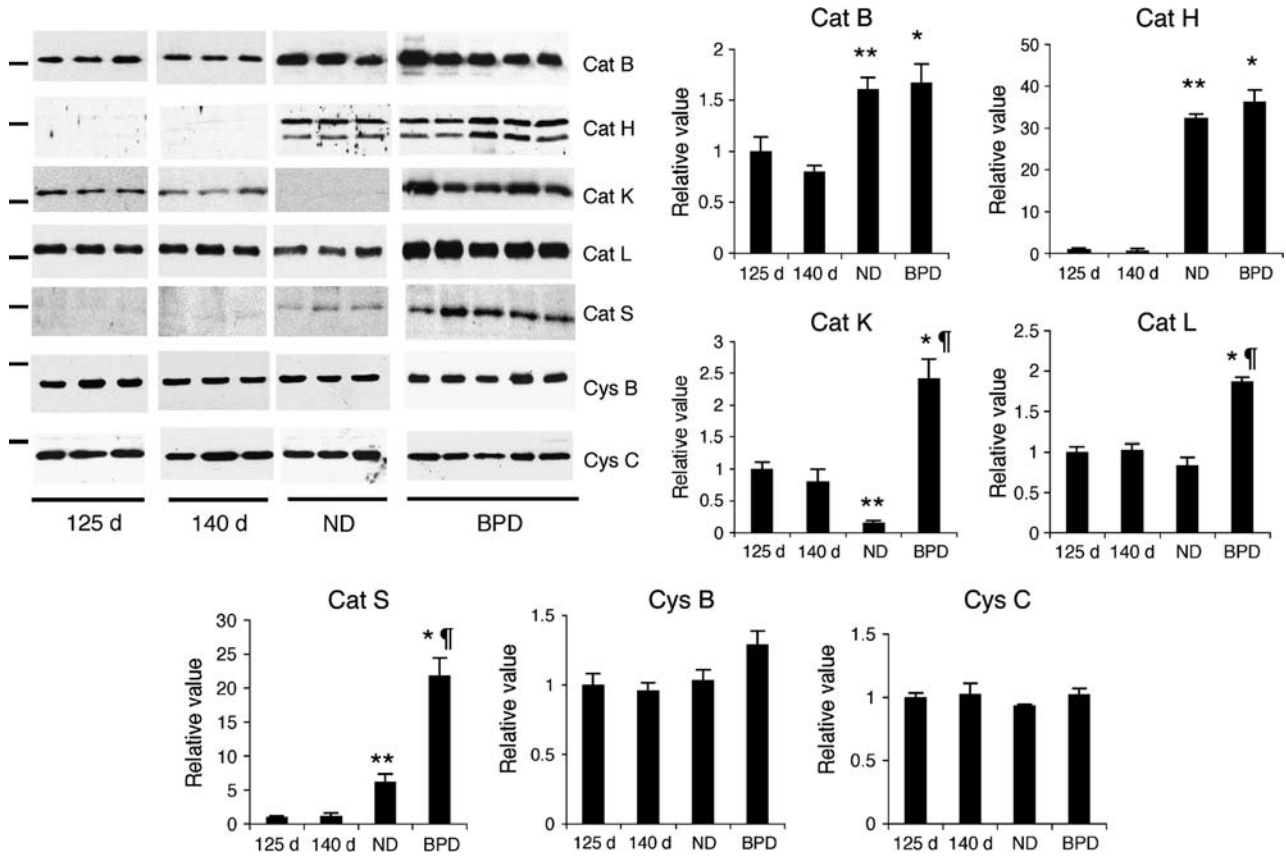 Cat B
Cat H
Cat K
Cat L
Cat S
Cys B
Cys C
125 d 140 d ND BPD
Cat B
Relative value
2
1.5
1
0.5
0
** *
125 d 140 d ND BPD
Cat H
Relative value
50
40
30
20
10
0
** *
125 d 140 d ND BPD
Cat K
Relative value
3
2.5
2
1.5
1
0.5
0
** * ¶
125 d 140 d ND BPD
Cat L
Relative value
2.5
2
1.5
1
0.5
0
* ¶
125 d 140 d ND BPD
Cat S
Relative value
30
25
20
15
10
5
0
** * ¶
125 d 140 d ND BPD
Cys B
Relative value
1.5
1
0.5
0
125 d 140 d ND BPD
Cys C
Relative value
1.5
1
0.5
0
125 d 140 d ND BPD